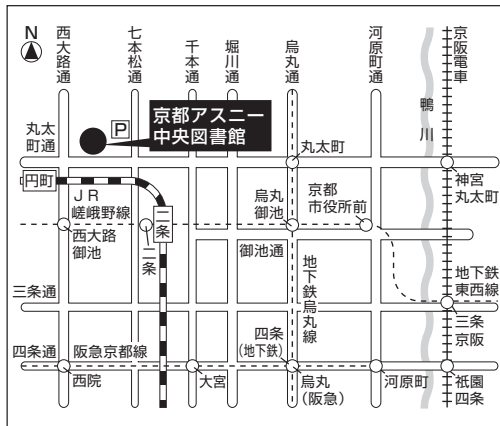 N
西大路通
七本松通
千本通
堀川通
烏丸通
河原町通
京阪電車
鴨川
丸太
町通
P
京都アスニー
中央図書館
丸太町
円町
JR
嵯峨野線
二条
烏丸
御池
京都
市役所前
神宮
丸太町
西大路
御池
二条
御池通
地下鉄烏丸線
地下鉄
東西線
三条通
三条
京阪
四条通
阪急京都線
四条
(地下鉄)
西院
大宮
烏丸
(阪急)
河原町
祇園
四条